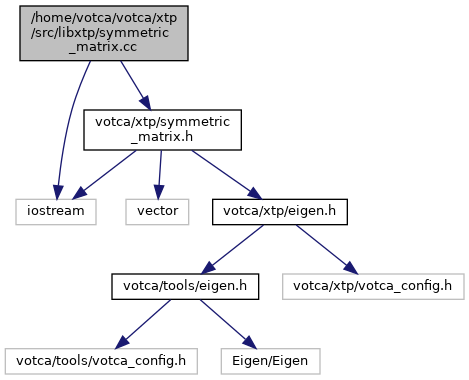 /home/votca/votca/xtp
/src/libxtp/symmetric
_matrix.cc
votca/xtp/symmetric
_matrix.h
iostream
vector
votca/xtp/eigen.h
votca/tools/eigen.h
votca/xtp/votca_config.h
votca/tools/votca_config.h
Eigen/Eigen